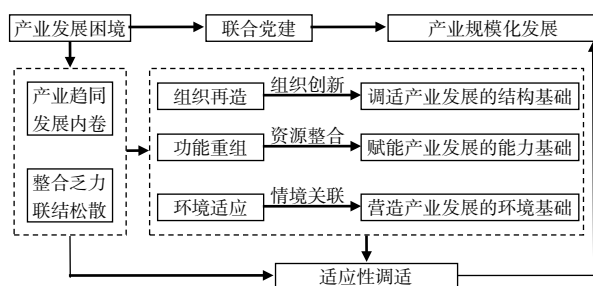 产业发展困境
联合党建
产业规模化发展
产业趋同
发展内卷
整合乏力
联结松散
组织再造
组织创新
调适产业发展的结构基础
功能重组
资源整合
赋能产业发展的能力基础
环境适应
情境关联
营造产业发展的环境基础
适应性调适